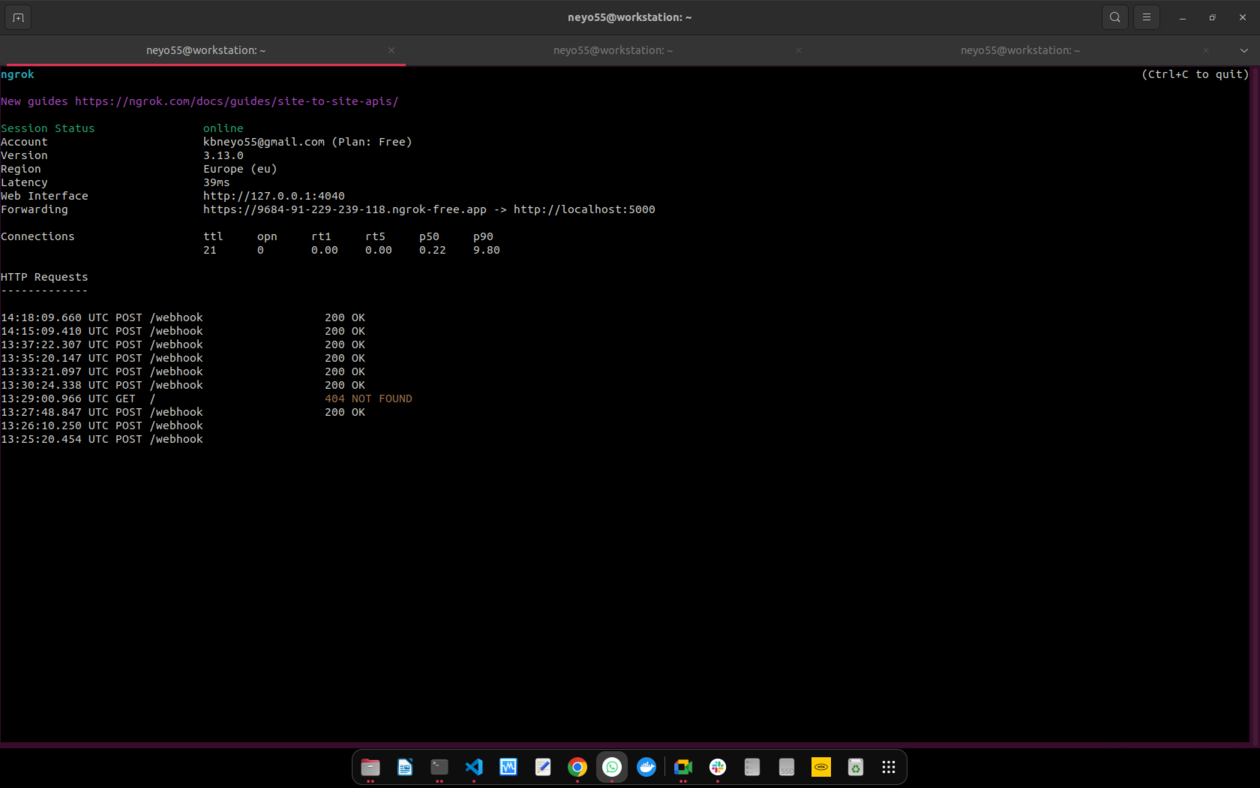 neyo55@workstation: ~
neyo55@workstation: ~
neyo55@workstation: ~
neyo55@workstation: ~
ngrok (Ctrl+C to quit)
New guides https://ngrok.com/docs/guides/site-to-site-apis/
Session Status online
Account kbneyo55@gmail.com (Plan: Free)
Version 3.13.0
Region Europe (eu)
Latency 39ms
Web Interface http://127.0.0.1:4040
Forwarding https://9684-91-229-239-118.ngrok-free.app -> http://localhost:5000
Connections ttl opn rt1 rt5 p50 p90
21 0 0.00 0.00 0.22 9.80
HTTP Requests
-------------
14:18:09.660 UTC POST /webhook 200 OK
14:15:09.410 UTC POST /webhook 200 OK
13:37:22.307 UTC POST /webhook 200 OK
13:35:20.147 UTC POST /webhook 200 OK
13:33:21.097 UTC POST /webhook 200 OK
13:30:24.338 UTC POST /webhook 200 OK
13:29:00.966 UTC GET / 404 NOT FOUND
13:27:48.847 UTC POST /webhook 200 OK
13:26:10.250 UTC POST /webhook
13:25:20.454 UTC POST /webhook